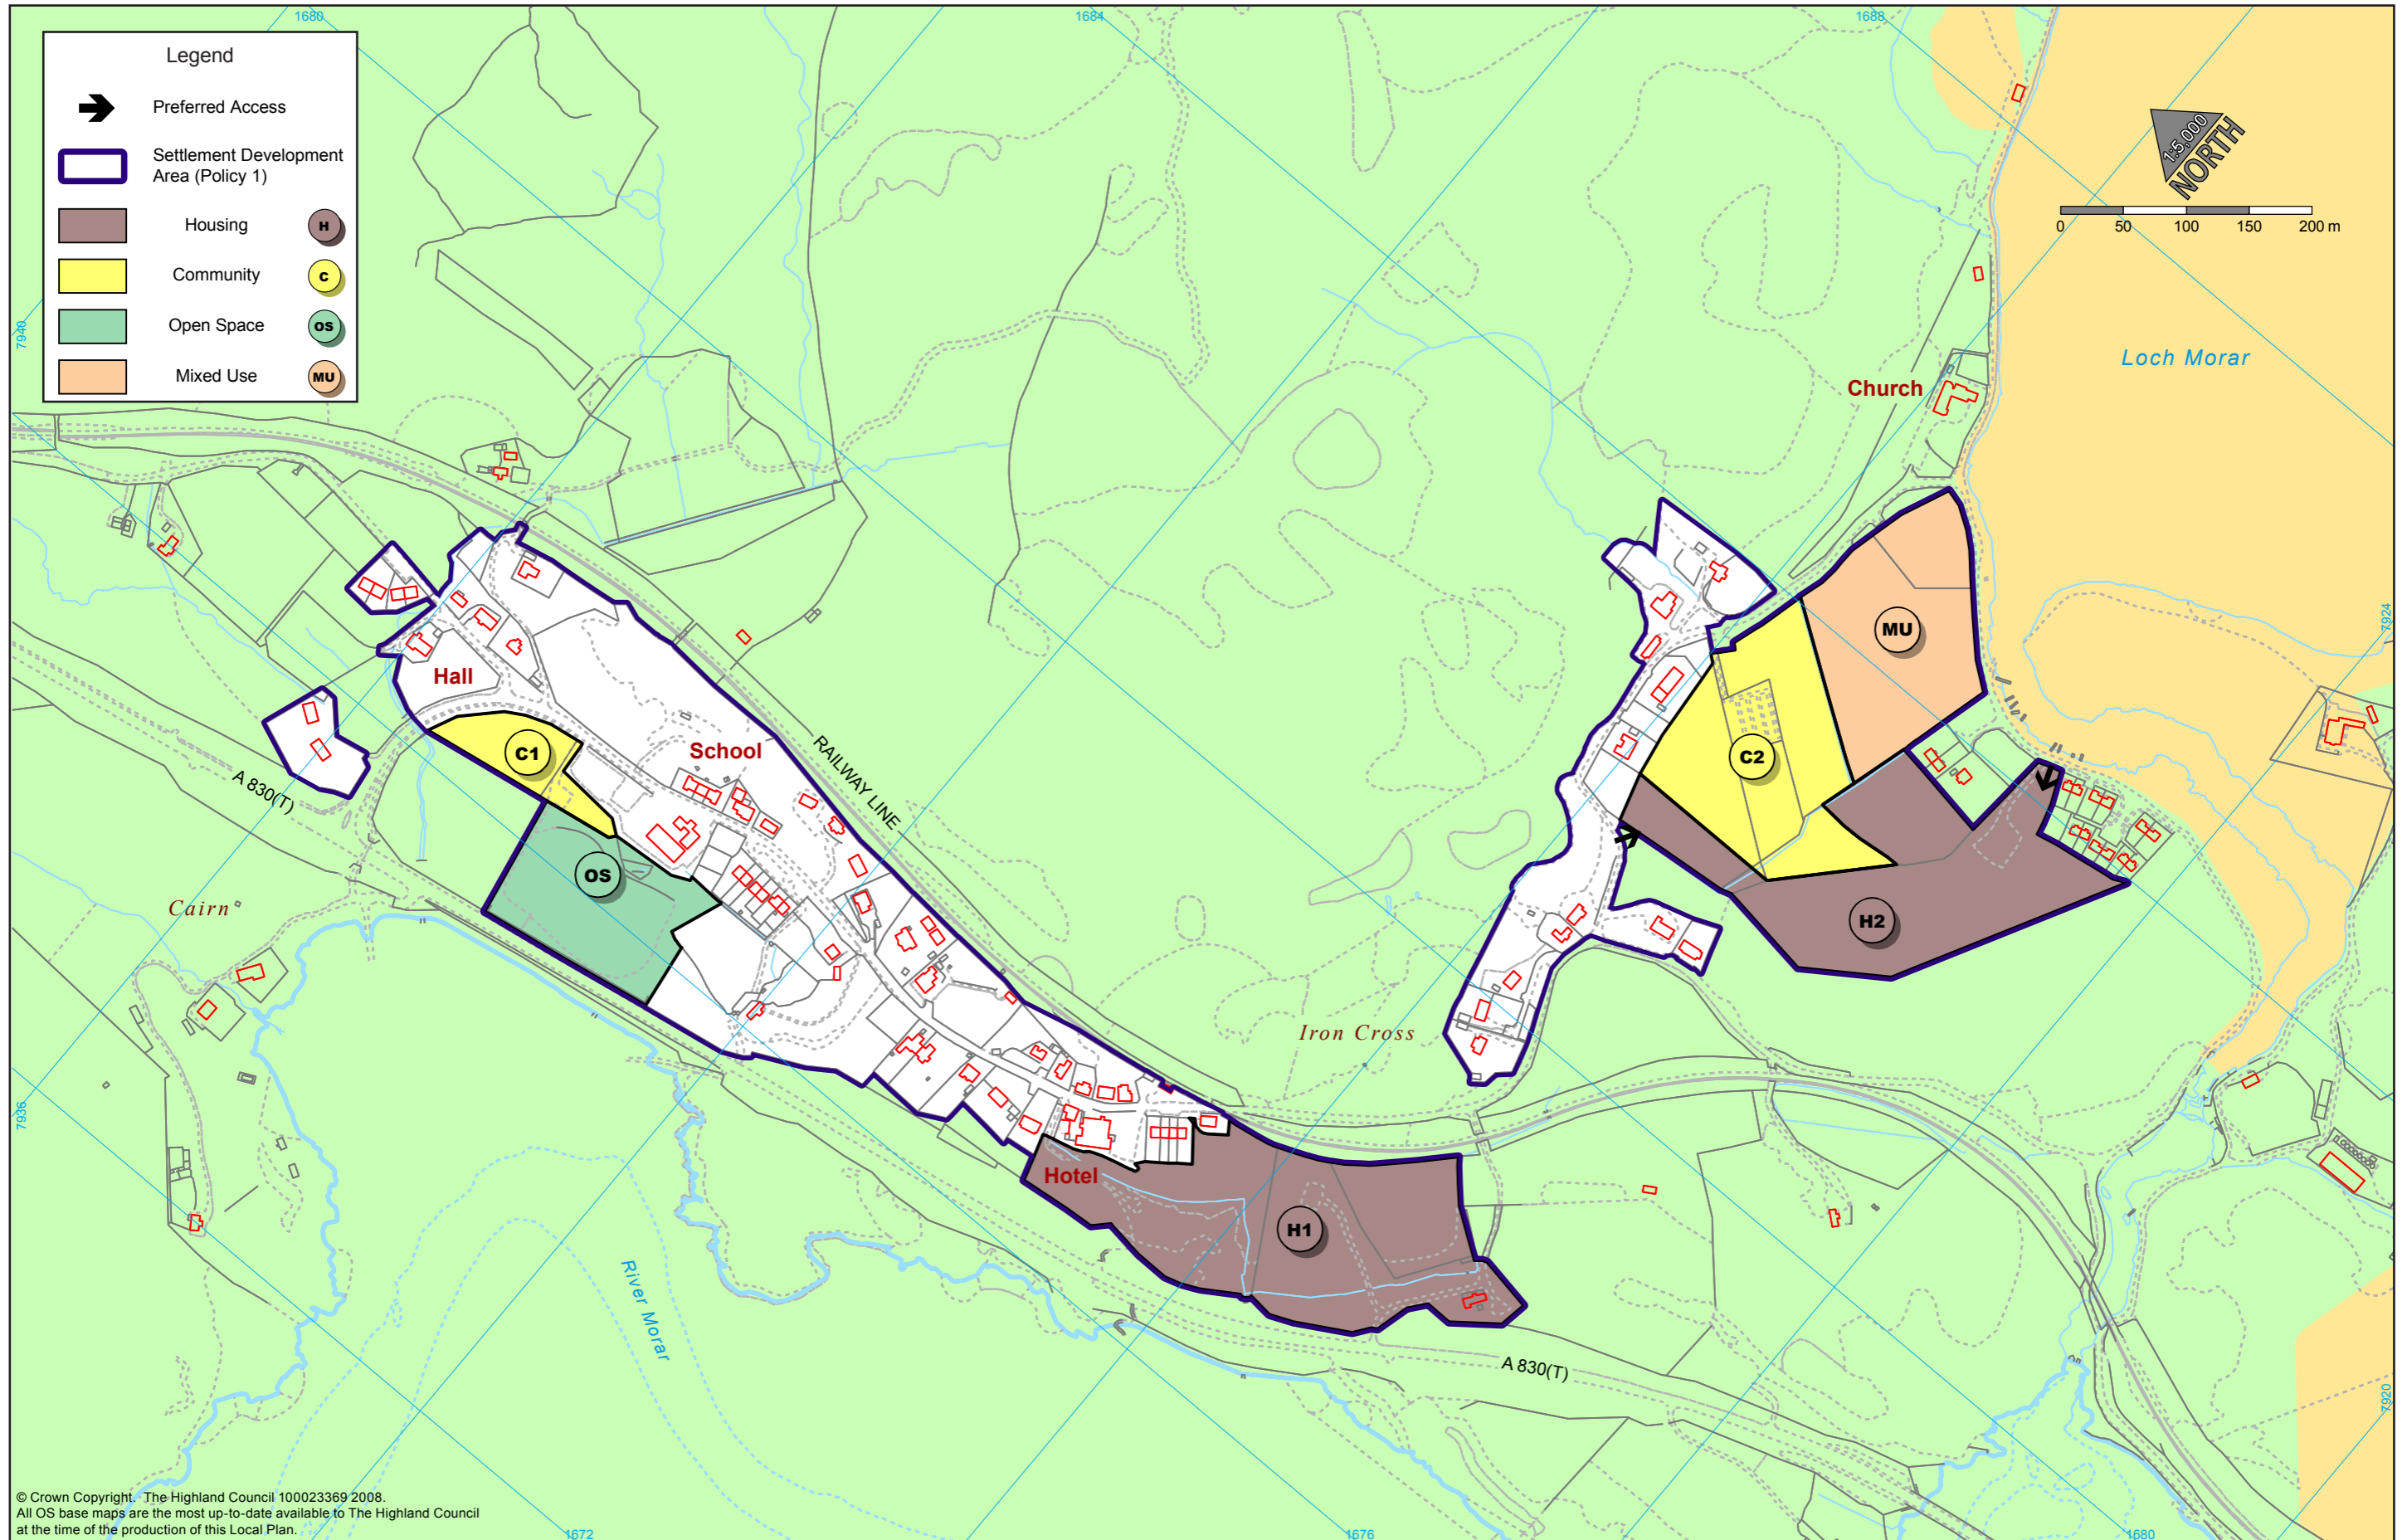 1680
1684
1688
Legend
Preferred Access
Settlement Development
Area (Policy 1)
Housing
H
Community
C
Open Space
OS
Mixed Use
MU
1:5,000
NORTH
0 50 100 150 200 m
7940
Loch Morar
Church
7924
MU
Hall
C1
School
RAILWAY LINE
C2
A 830(T)
OS
Cairn
H2
Iron Cross
7936
Hotel
H1
River Morar
A 830(T)
7920
© Crown Copyright. The Highland Council 100023369 2008.
All OS base maps are the most up-to-date available to The Highland Council
at the time of the production of this Local Plan.
1672
1676
1680